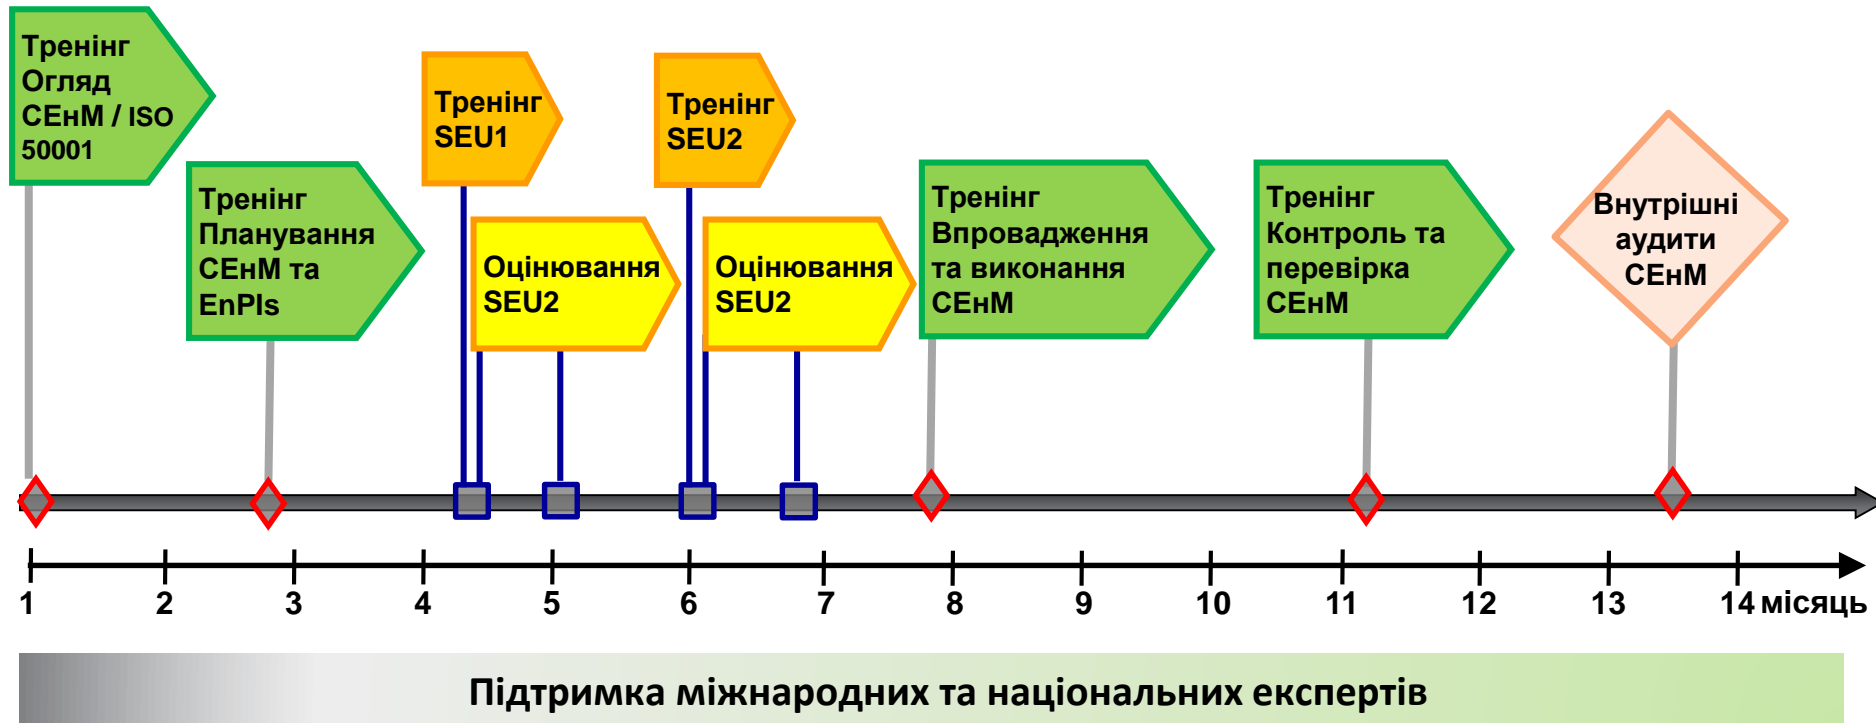 Тренінг
Огляд
СЕнМ / ISO
50001
Тренінг
Планування
СЕнМ та
EnPIs
Тренінг
SEU1
Оцінювання
SEU2
Тренінг
SEU2
Оцінювання
SEU2
Тренінг
Впровадження
та виконання
СЕнМ
Тренінг
Контроль та
перевірка
СЕнМ
Внутрішні
аудити
СЕнМ
1 2 3 4 5 6 7 8 9 10 11 12 13 14 місяць
Підтримка міжнародних та національних експертів